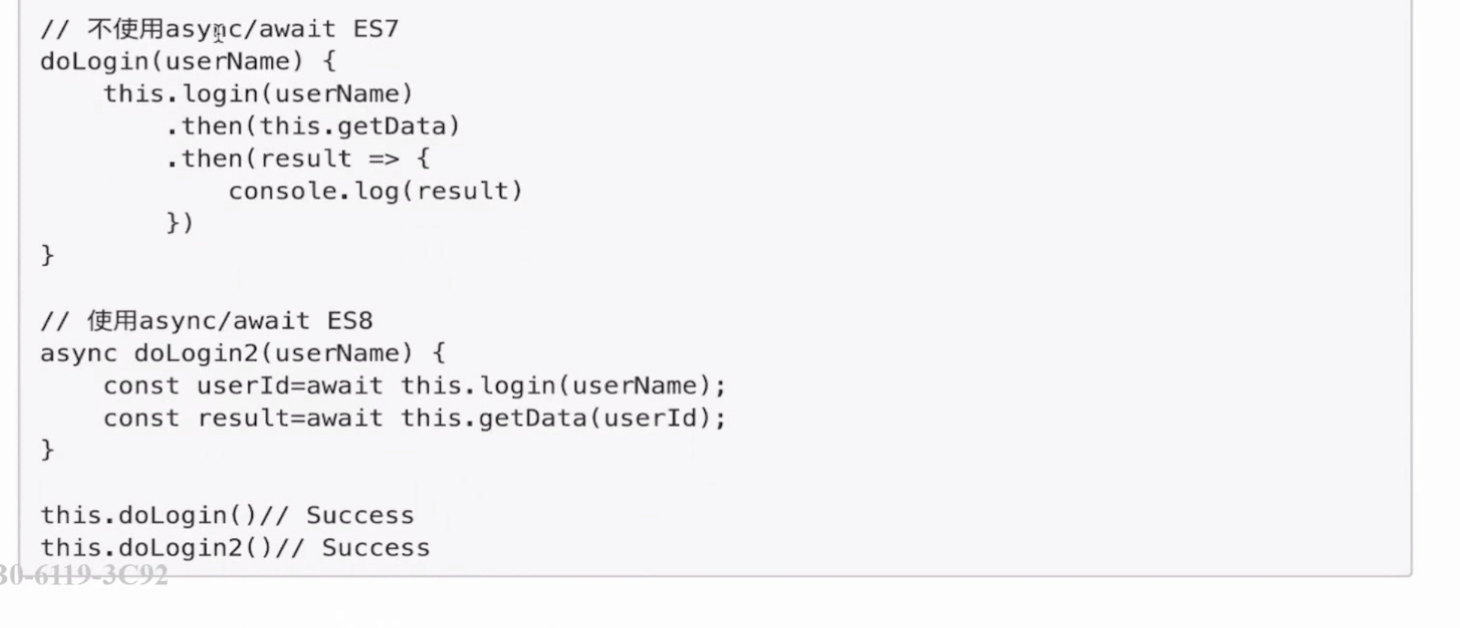 // 不使用async/await ES7
doLogin(userName) {
    this.login(userName)
        .then(this.getData)
        .then(result => {
            console.log(result)
        })
}
// 使用async/await ES8
async doLogin2(userName) {
    const userId=await this.login(userName);
    const result=await this.getData(userId);
}
this.doLogin()// Success
this.doLogin2()// Success
30-6119-3C92